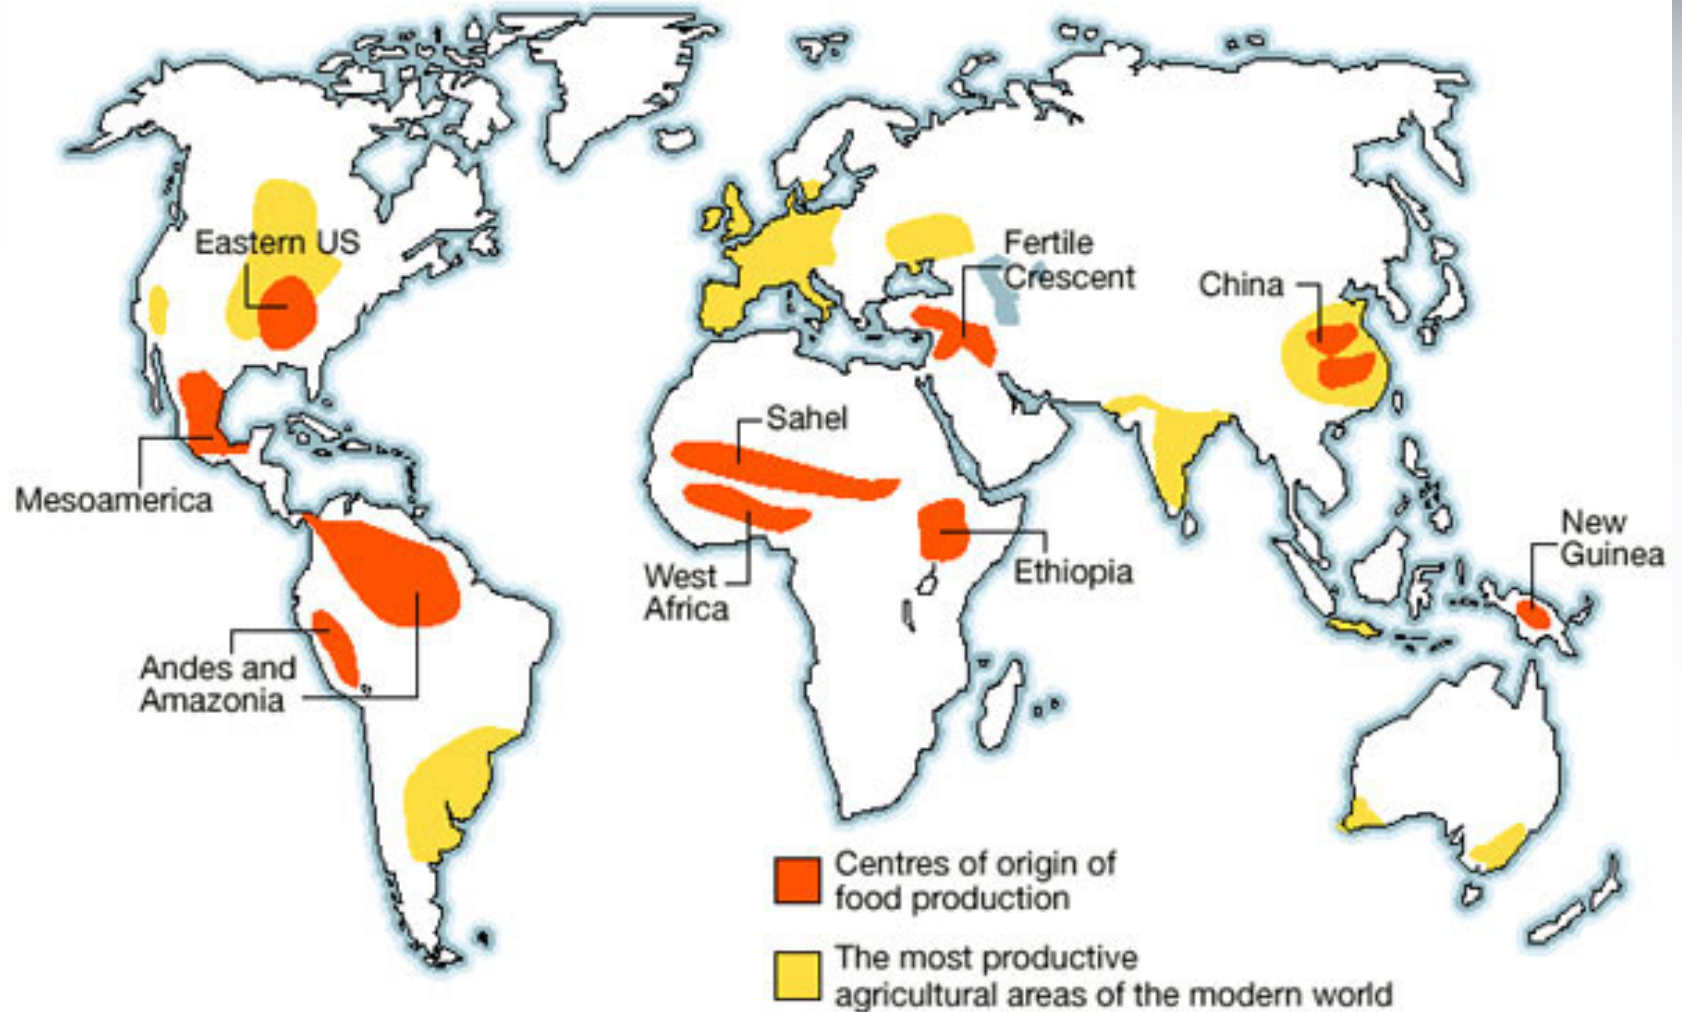 Eastern US
Fertile
Crescent
China
Sahel
Mesoamerica
New
Guinea
West
Africa
Ethiopia
Andes and
Amazonia
Centres of origin of
food production
The most productive
agricultural areas of the modern world